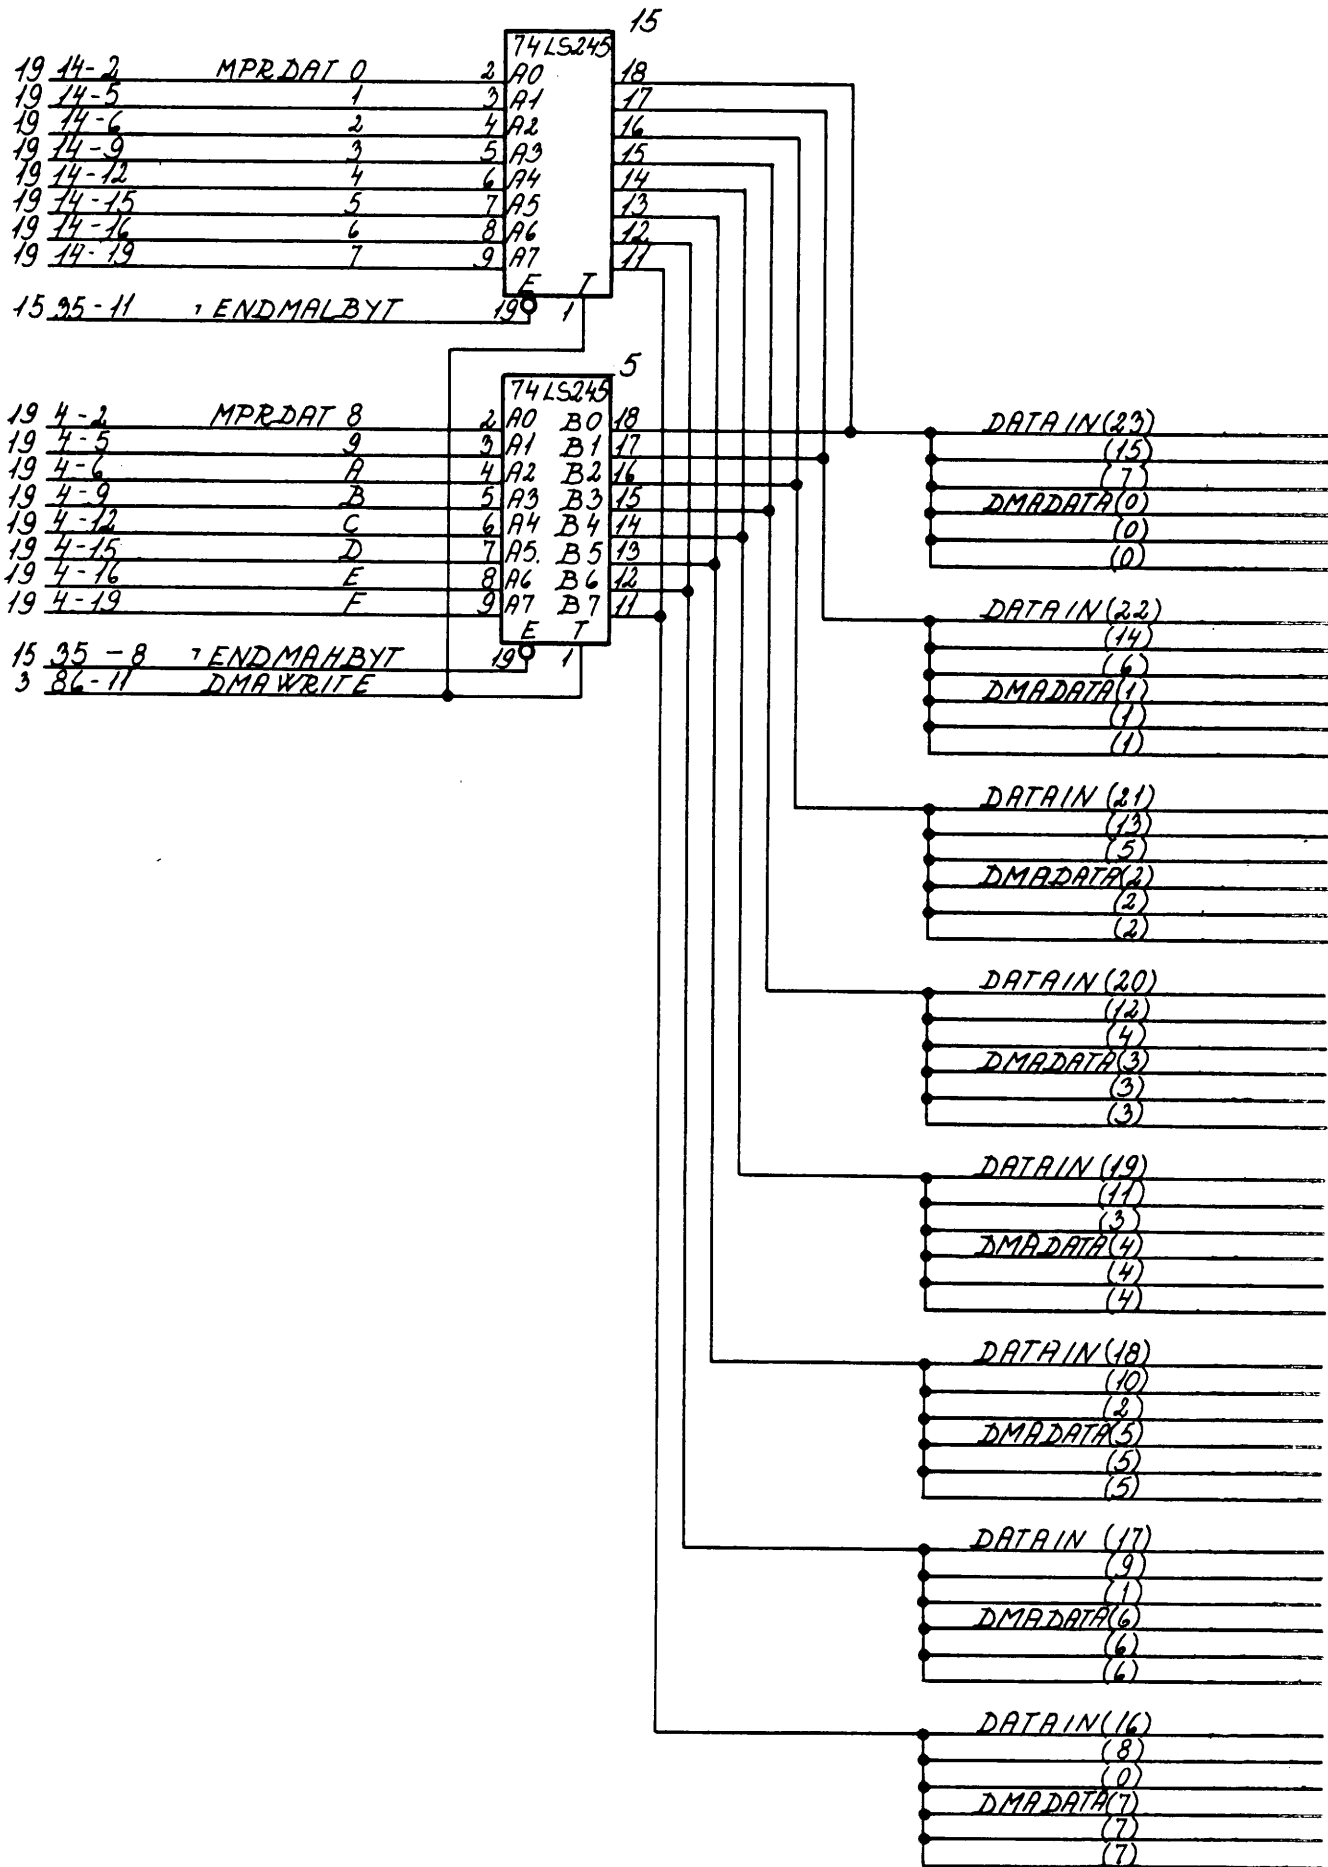 15
74LS245
19 14-2 MPRDAT 0 2 A0 18
19 14-5 1 3 A1 17
19 14-6 2 4 A2 16
19 14-9 3 5 A3 15
19 14-12 4 6 A4 14
19 14-15 5 7 A5 13
19 14-16 6 8 A6 12
19 14-19 7 9 A7 11
E T
15 35-11 ¬ENDMALBYT 19 1
5
74LS245
19 4-2 MPRDAT 8 2 A0 B0 18
19 4-5 9 3 A1 B1 17
19 4-6 A 4 A2 B2 16
19 4-9 B 5 A3 B3 15
19 4-12 C 6 A4 B4 14
19 4-15 D 7 A5. B5 13
19 4-16 E 8 A6 B6 12
19 4-19 F 9 A7 B7 11
E T
15 35-8 ¬ENDMAHBYT 19 1
3 86-11 DMAWRITE
DATAIN(23)
(15)
(7)
DMADATA(0)
(0)
(0)
DATAIN(22)
(14)
(6)
DMADATA(1)
(1)
(1)
DATAIN(21)
(13)
(5)
DMADATA(2)
(2)
(2)
DATAIN(20)
(12)
(4)
DMADATA(3)
(3)
(3)
DATAIN(19)
(11)
(3)
DMADATA(4)
(4)
(4)
DATAIN(18)
(10)
(2)
DMADATA(5)
(5)
(5)
DATAIN(17)
(9)
(1)
DMADATA(6)
(6)
(6)
DATAIN(16)
(8)
(0)
DMADATA(7)
(7)
(7)